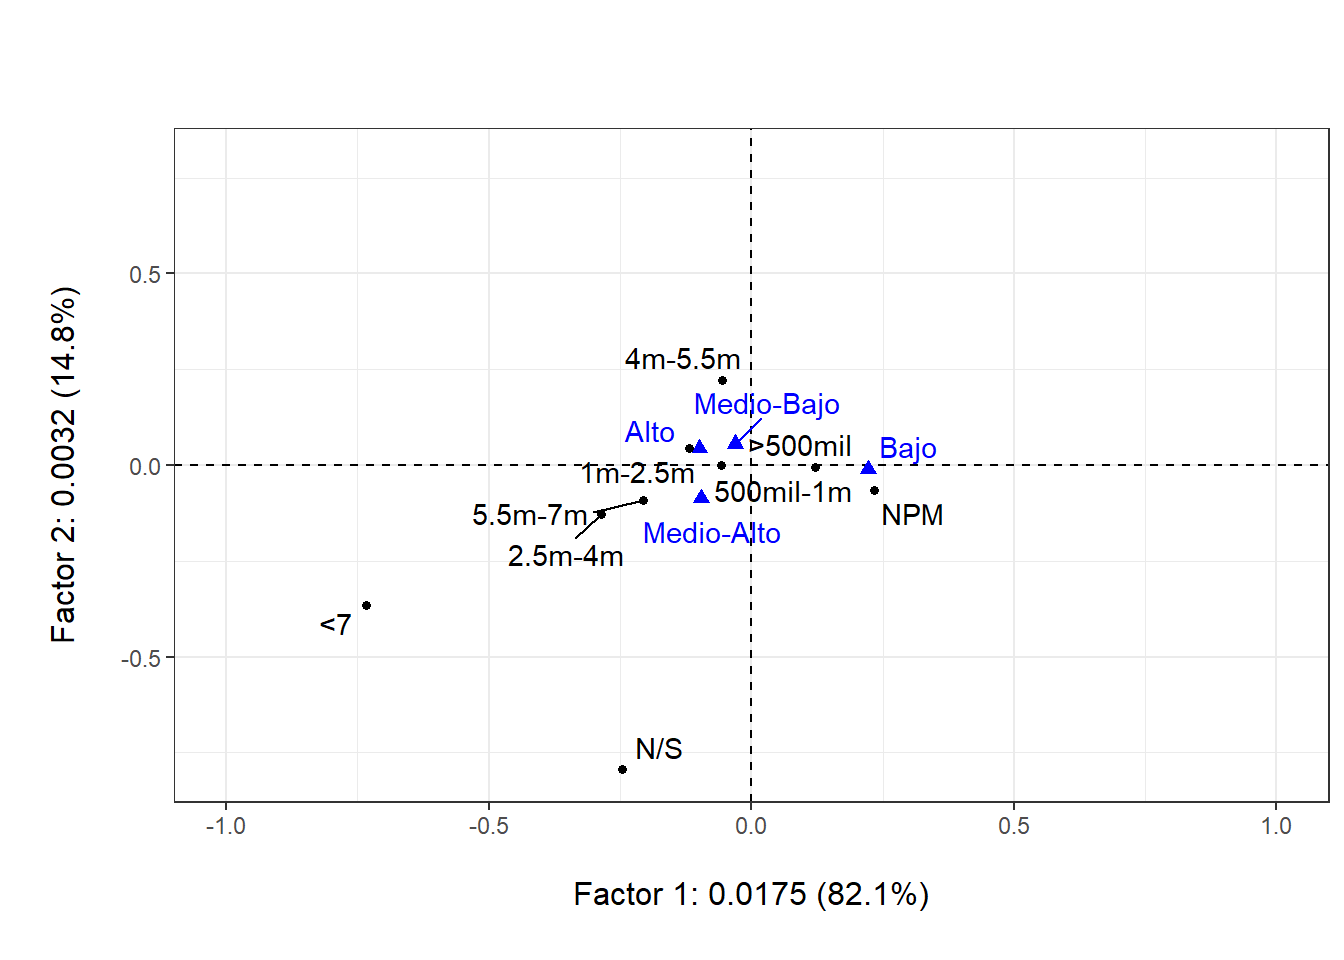 4m-5.5m
Medio-Bajo
Alto
>500mil
Bajo
1m-2.5m
500mil-1m
5.5m-7m
NPM
Medio-Alto
2.5m-4m
<7
N/S
0.5
0.0
-0.5
-1.0
-0.5
0.0
0.5
1.0
Factor 2: 0.0032 (14.8%)
Factor 1: 0.0175 (82.1%)